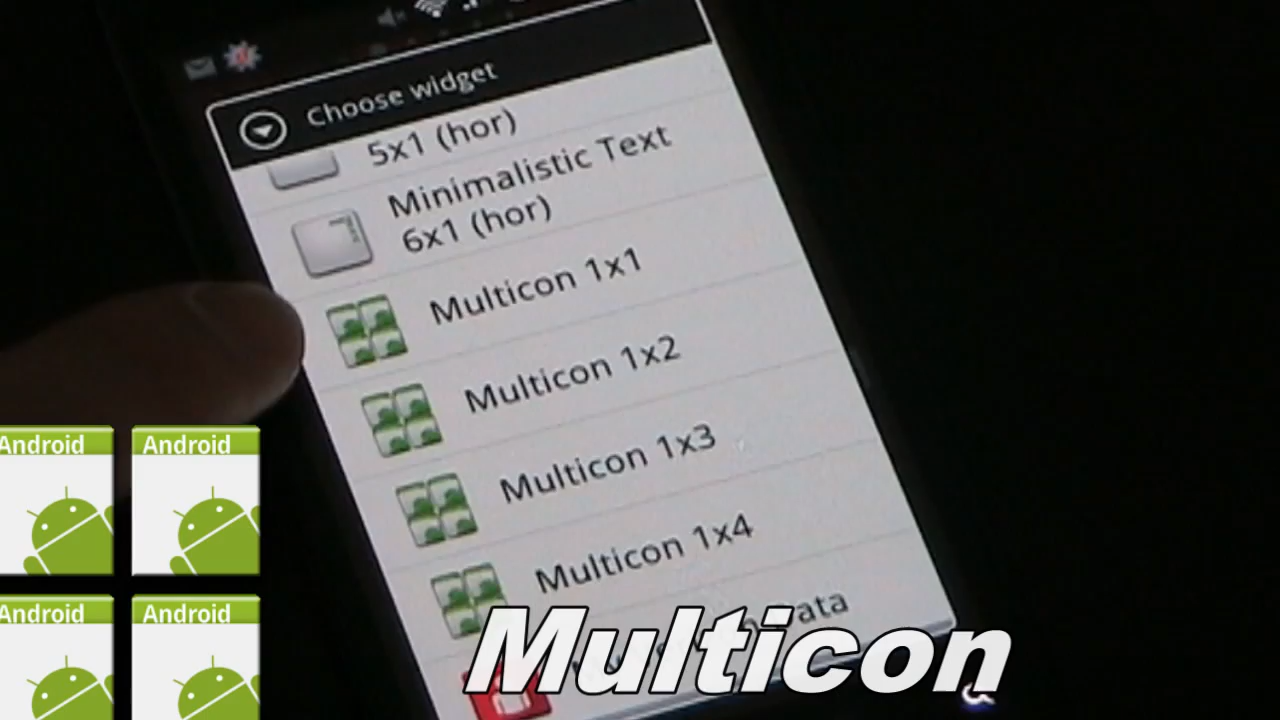 Choose widget
5x1 (hor)
Minimalistic Text
6x1 (hor)
Multicon 1x1
Multicon 1x2
Multicon 1x3
Multicon 1x4
Android
Android
Android
Android
Multicon